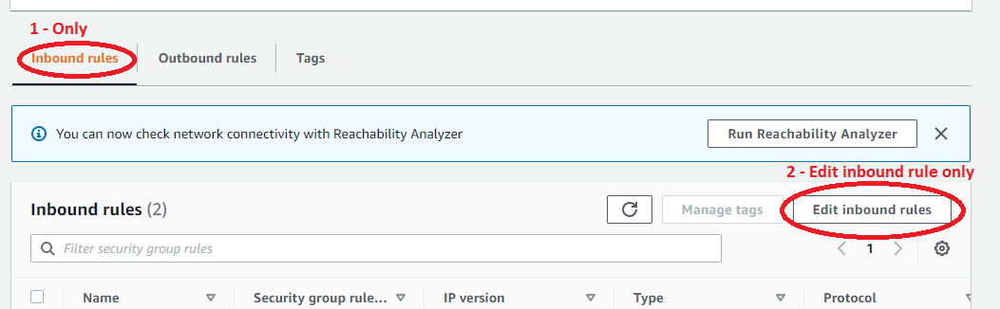 1 - Only
Inbound rules
Outbound rules
Tags
You can now check network connectivity with Reachability Analyzer
Run Reachability Analyzer
2 - Edit inbound rule only
Inbound rules (2)
Manage tags
Edit inbound rules
Filter security group rules
1
Name
Security group rule...
IP version
Type
Protocol